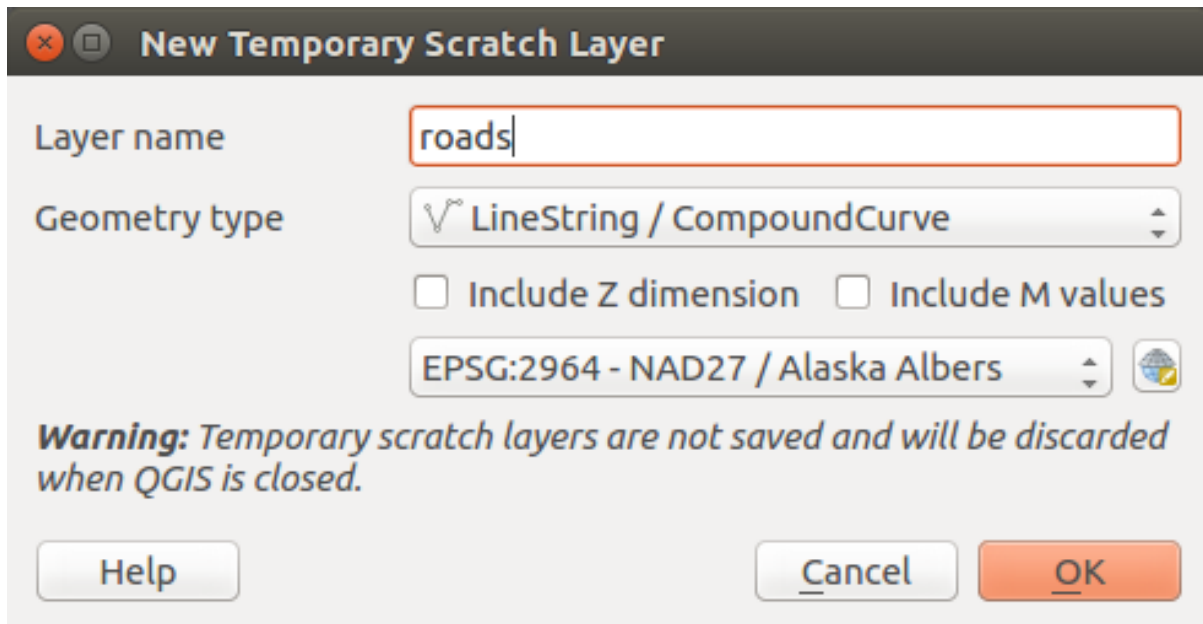 New Temporary Scratch Layer
Layer name
roads
Geometry type
LineString / CompoundCurve
Include Z dimension
Include M values
EPSG:2964 - NAD27 / Alaska Albers
Warning: Temporary scratch layers are not saved and will be discarded
when QGIS is closed.
Help
Cancel
OK